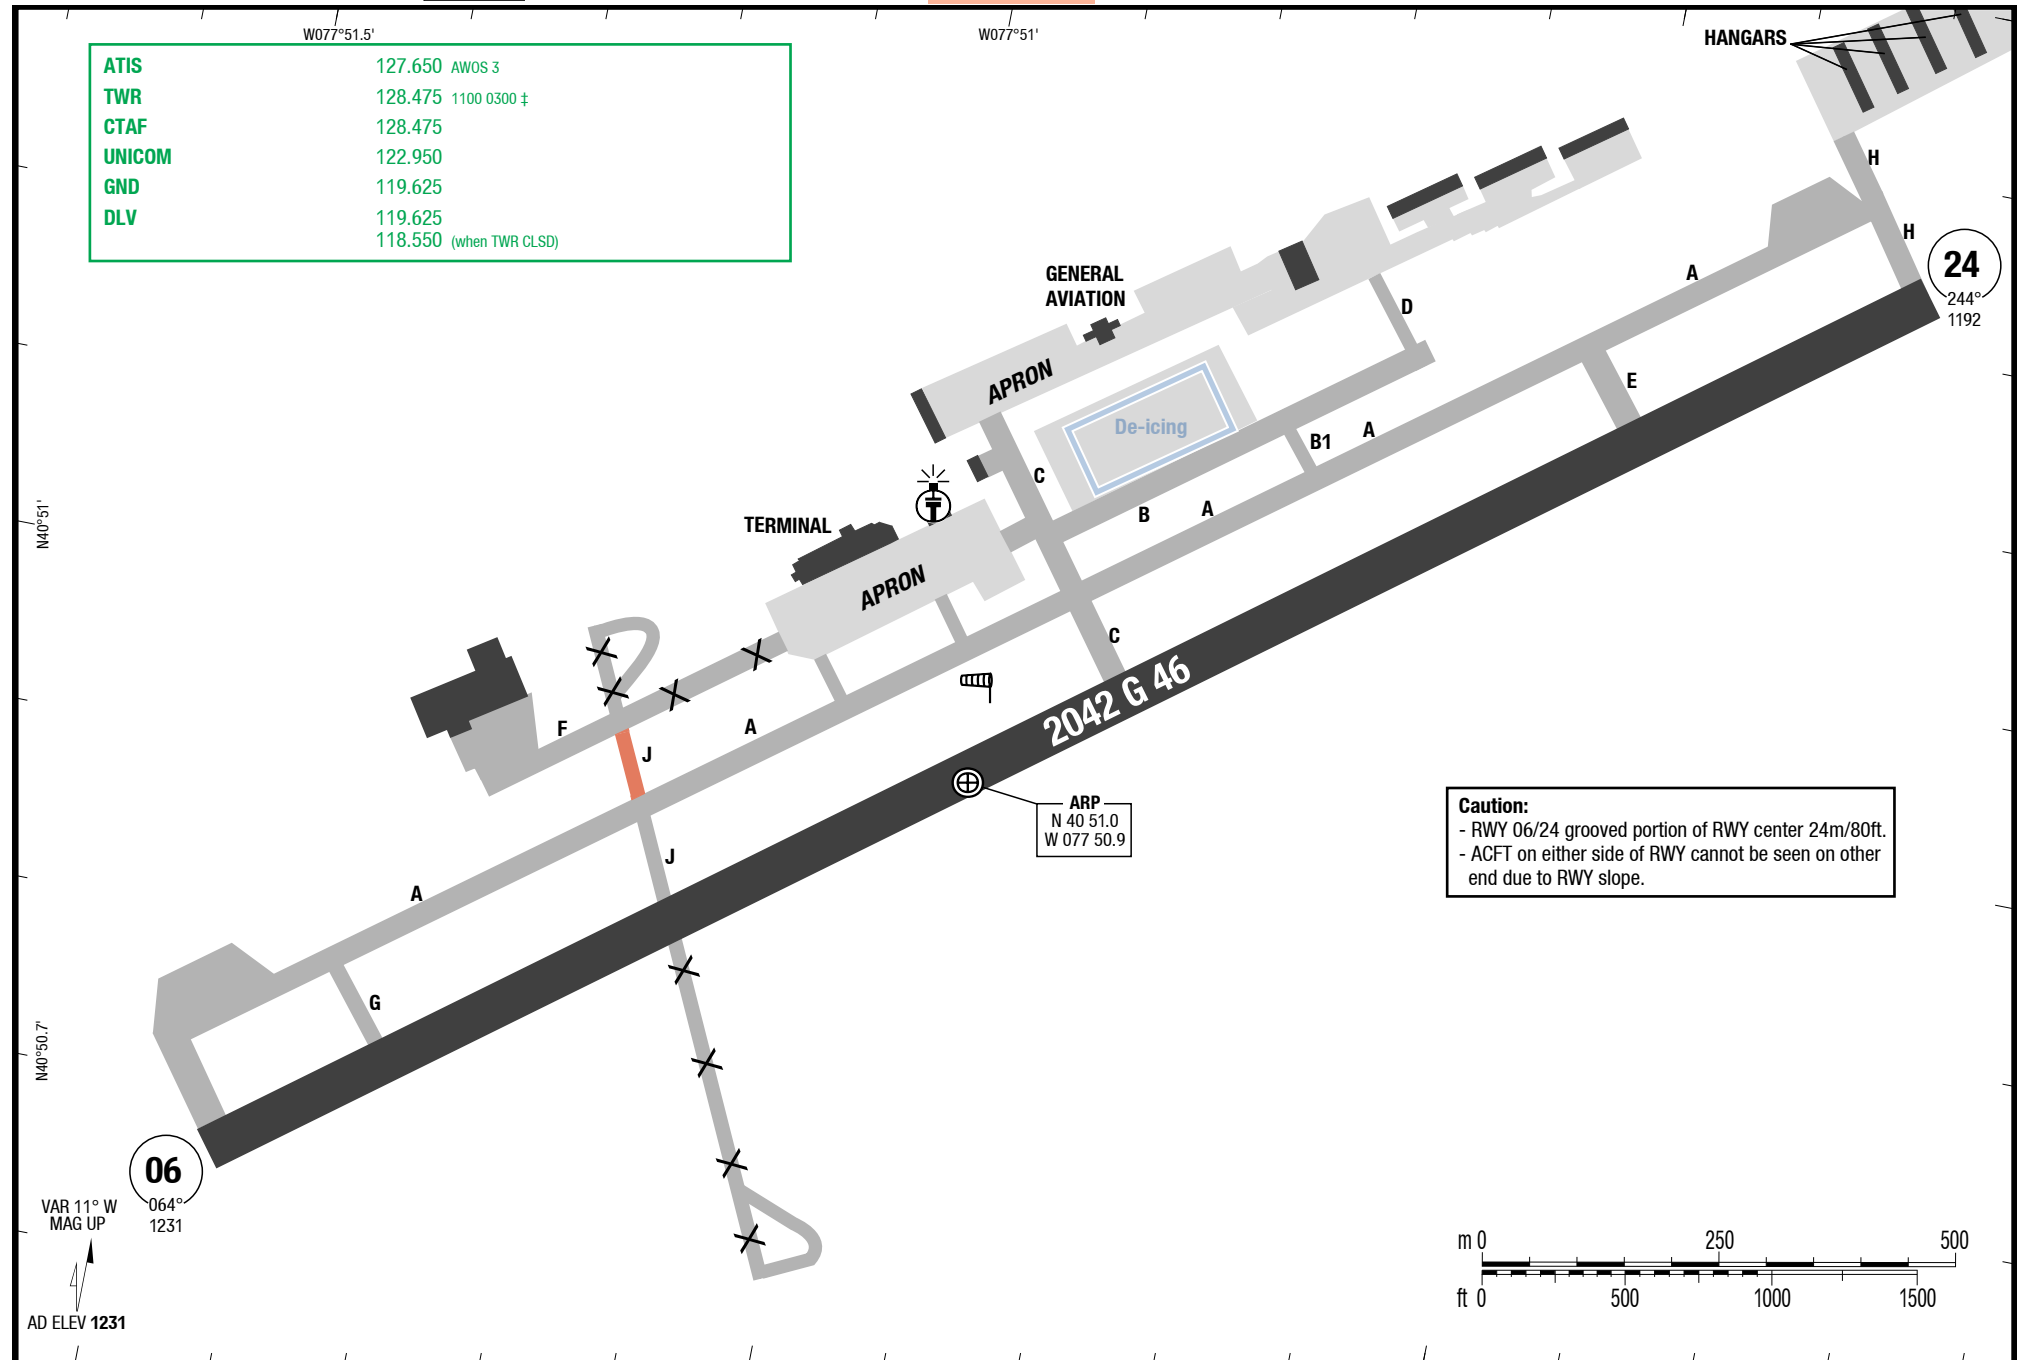 W077°51.5'
W077°51'
HANGARS
ATIS 127.650 AWOS 3
TWR 128.475 1100 0300 ‡
CTAF 128.475
UNICOM 122.950
GND 119.625
DLV 119.625
118.550 (when TWR CLSD)
H
H
24
244°
1192
A
GENERAL
AVIATION
D
APRON
E
De-icing
B1
A
C
B
A
N40°51'
TERMINAL
T
APRON
C
2042 G 46
F
J
A
ARP
N 40 51.0
W 077 50.9
Caution:
- RWY 06/24 grooved portion of RWY center 24m/80ft.
- ACFT on either side of RWY cannot be seen on other
end due to RWY slope.
J
A
G
N40°50.7'
06
064°
1231
VAR 11° W
MAG UP
AD ELEV 1231
m 0 250 500
ft 0 500 1000 1500